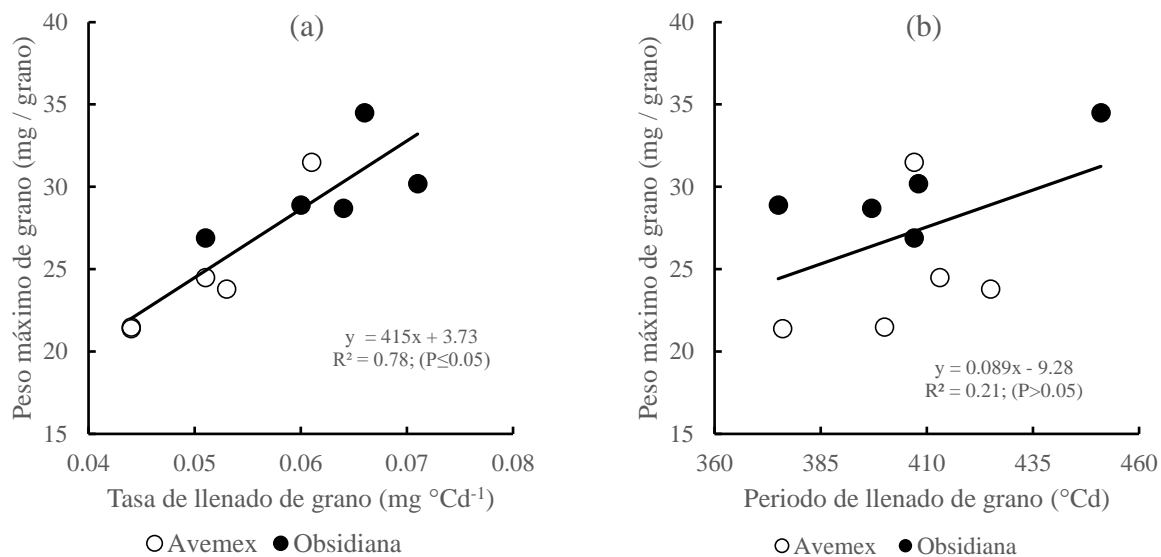 (a)
Peso máximo de grano (mg / grano)
40
35
30
25
20
15
y = 415x + 3.73
R² = 0.78; (P≤0.05)
0.04 0.05 0.06 0.07 0.08
Tasa de llenado de grano (mg °Cd⁻¹)
Avemex Obsidiana
(b)
Peso máximo de grano (mg / grano)
40
35
30
25
20
15
y = 0.089x - 9.28
R² = 0.21; (P>0.05)
360 385 410 435 460
Periodo de llenado de grano (°Cd)
Avemex Obsidiana